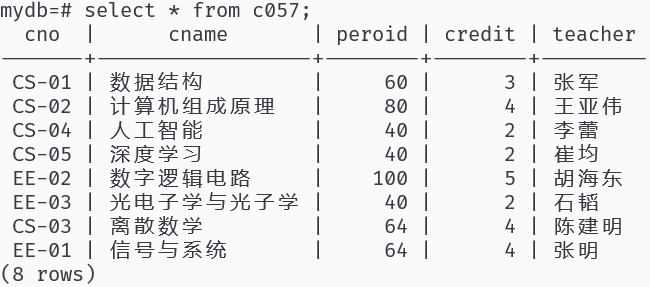 mydb=# select * from c057;
  cno  |      cname       | peroid | credit | teacher
-------+------------------+--------+--------+---------
 CS-01 | 数据结构         |     60 |      3 | 张军
 CS-02 | 计算机组成原理   |     80 |      4 | 王亚伟
 CS-04 | 人工智能         |     40 |      2 | 李蕾
 CS-05 | 深度学习         |     40 |      2 | 崔均
 EE-02 | 数字逻辑电路     |    100 |      5 | 胡海东
 EE-03 | 光电子学与光子学 |     40 |      2 | 石韬
 CS-03 | 离散数学         |     64 |      4 | 陈建明
 EE-01 | 信号与系统       |     64 |      4 | 张明
(8 rows)